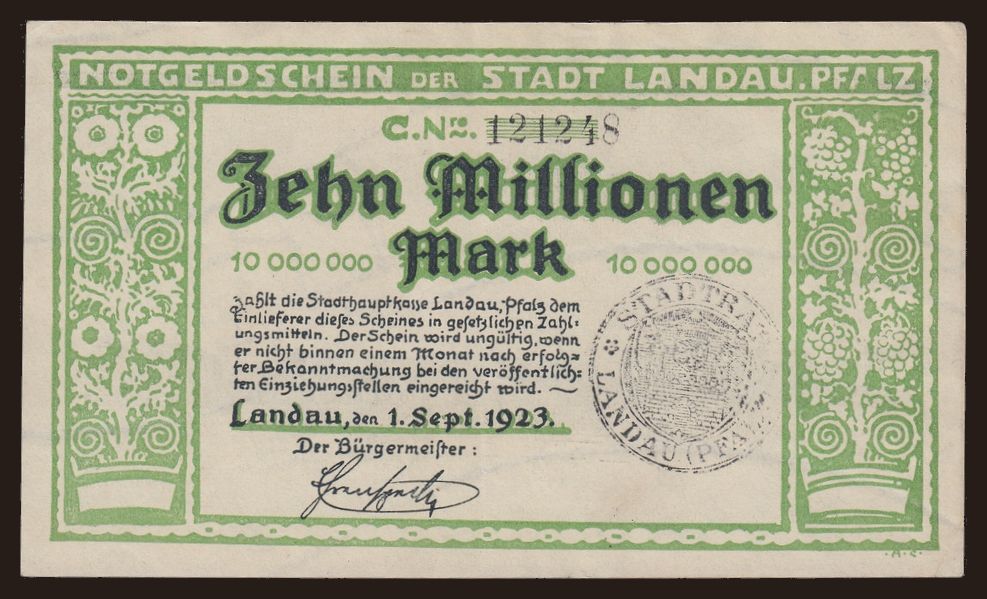 NOTGELDSCHEIN DER STADT LANDAU. PFALZ
C.Nro. 121248
Zehn Millionen
Mark
10 000 000
10 000 000
zahlt die Stadthauptkasse Landau, Pfalz dem
Einlieferer dieses Scheines in gesetzlichen Zahl-
ungsmitteln. Der Schein wird ungültig, wenn
er nicht binnen einem Monat nach erfolg-
ter Bekanntmachung bei den veröffentlich-
ten Einziehungsstellen eingereicht wird.
Landau, den 1. Sept. 1923.
Der Bürgermeister:
STADTRA
LANDAU (PFA
A.C.